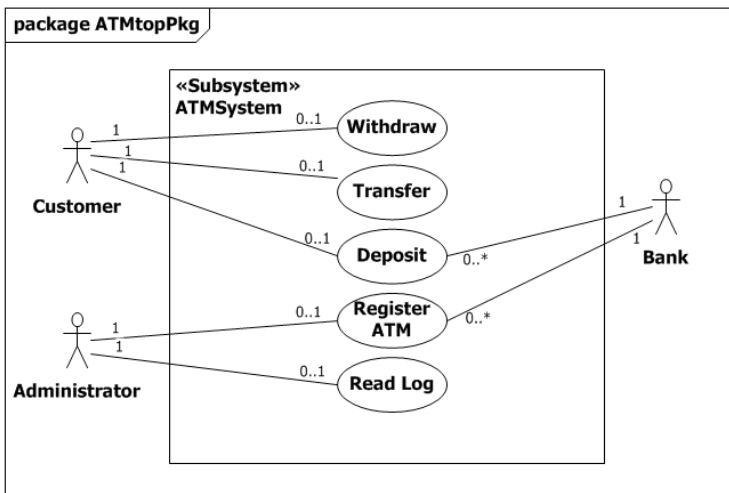 package ATMtopPkg
«Subsystem»
ATMSystem
1
0..1
Withdraw
1
0..1
Transfer
1
Customer
0..1
Deposit
0..*
1
1
Bank
1
0..1
Register
ATM
0..*
1
0..1
Read Log
Administrator